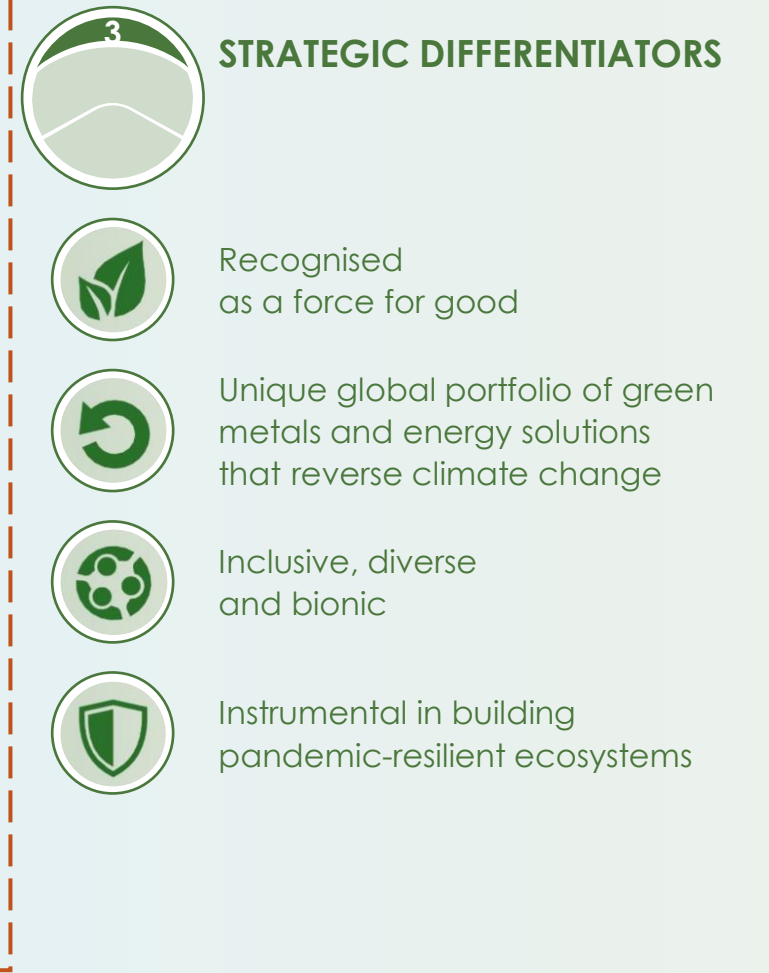 3
STRATEGIC DIFFERENTIATORS
Recognised
as a force for good
Unique global portfolio of green
metals and energy solutions
that reverse climate change
Inclusive, diverse
and bionic
Instrumental in building
pandemic-resilient ecosystems